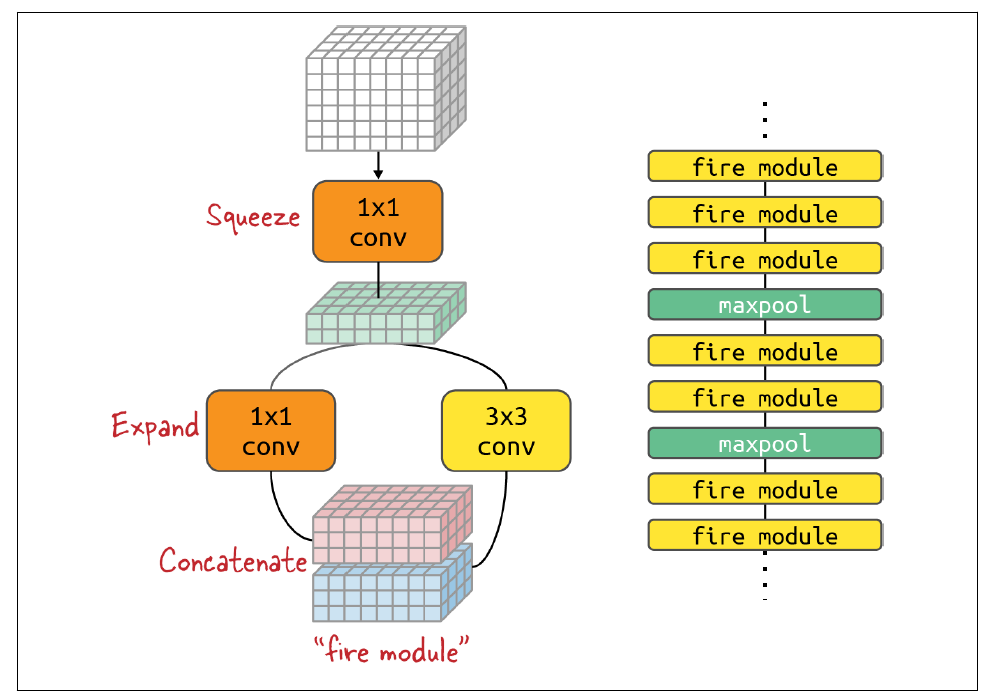 Squeeze
1x1
conv
Expand
1x1
conv
3x3
conv
Concatenate
“fire module”
fire module
fire module
fire module
maxpool
fire module
fire module
maxpool
fire module
fire module